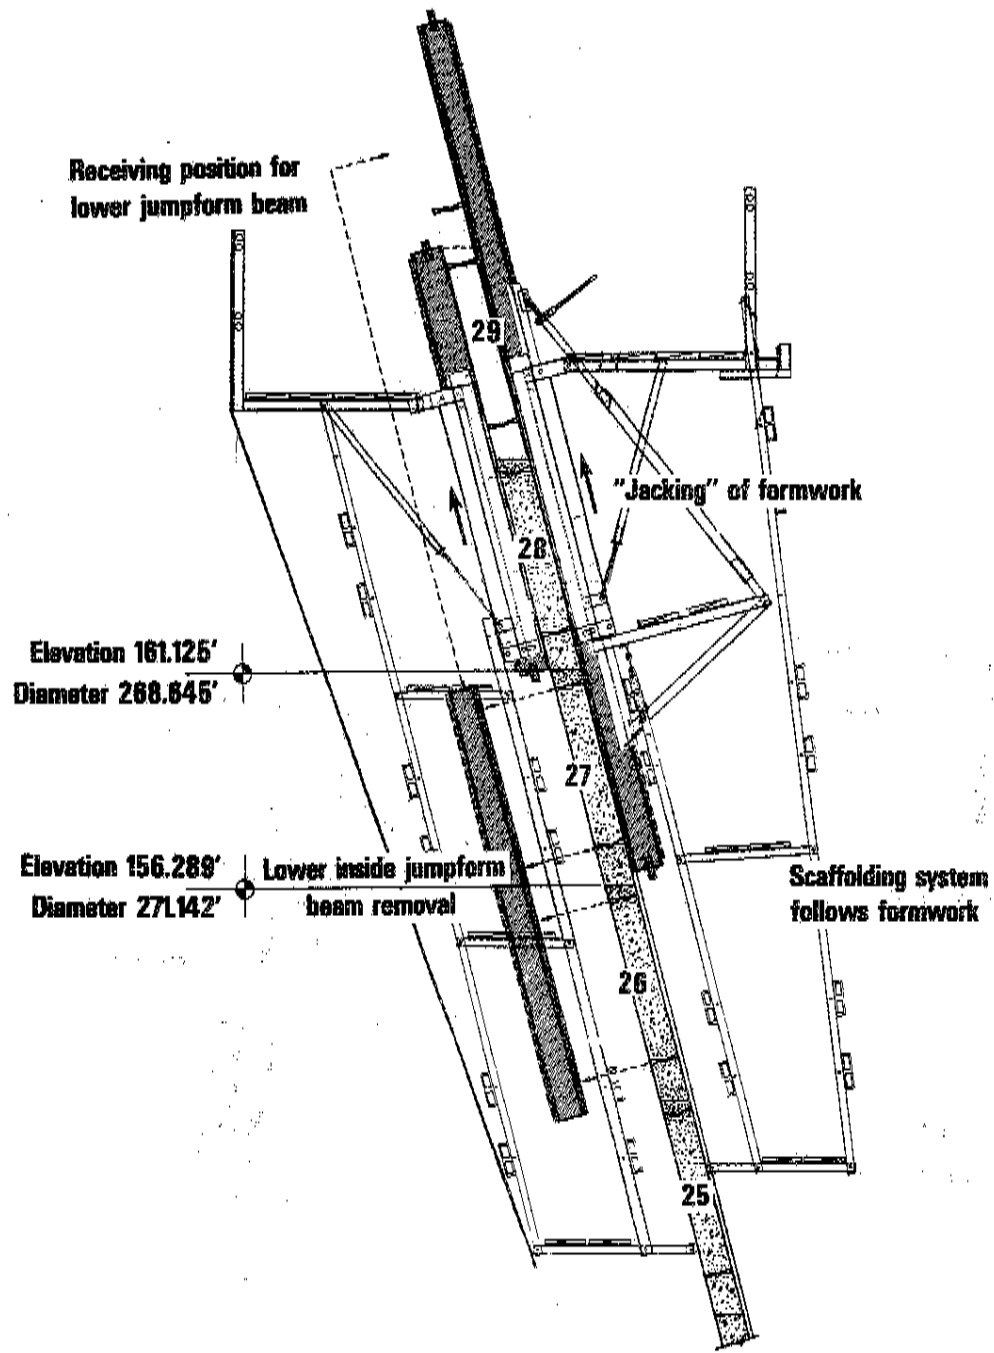 Receiving position for
lower jumpform beam
29
"Jacking" of formwork
28
Elevation 161.125'
Diameter 268.645'
27
Elevation 156.289'
Diameter 271.142'
Lower inside jumpform
beam removal
Scaffolding system
follows formwork
26
25